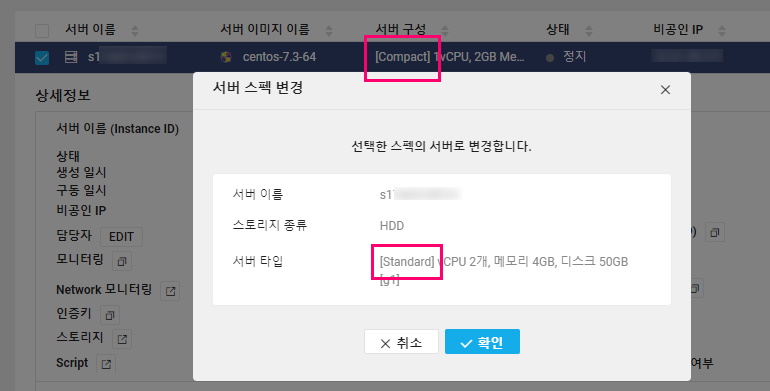 서버 이름 서버 이미지 이름 서버 구성 상태 비공인 IP
s1 centos-7.3-64 [Compact] 1vCPU, 2GB Me... 정지
상세정보
서버 이름 (Instance ID)
상태
생성 일시
구동 일시
비공인 IP
담당자 EDIT
모니터링
Network 모니터링
인증키
스토리지
Script
여부
서버 스펙 변경
선택한 스펙의 서버로 변경합니다.
서버 이름 s17
스토리지 종류 HDD
서버 타입 [Standard] vCPU 2개, 메모리 4GB, 디스크 50GB
[g1]
취소 확인